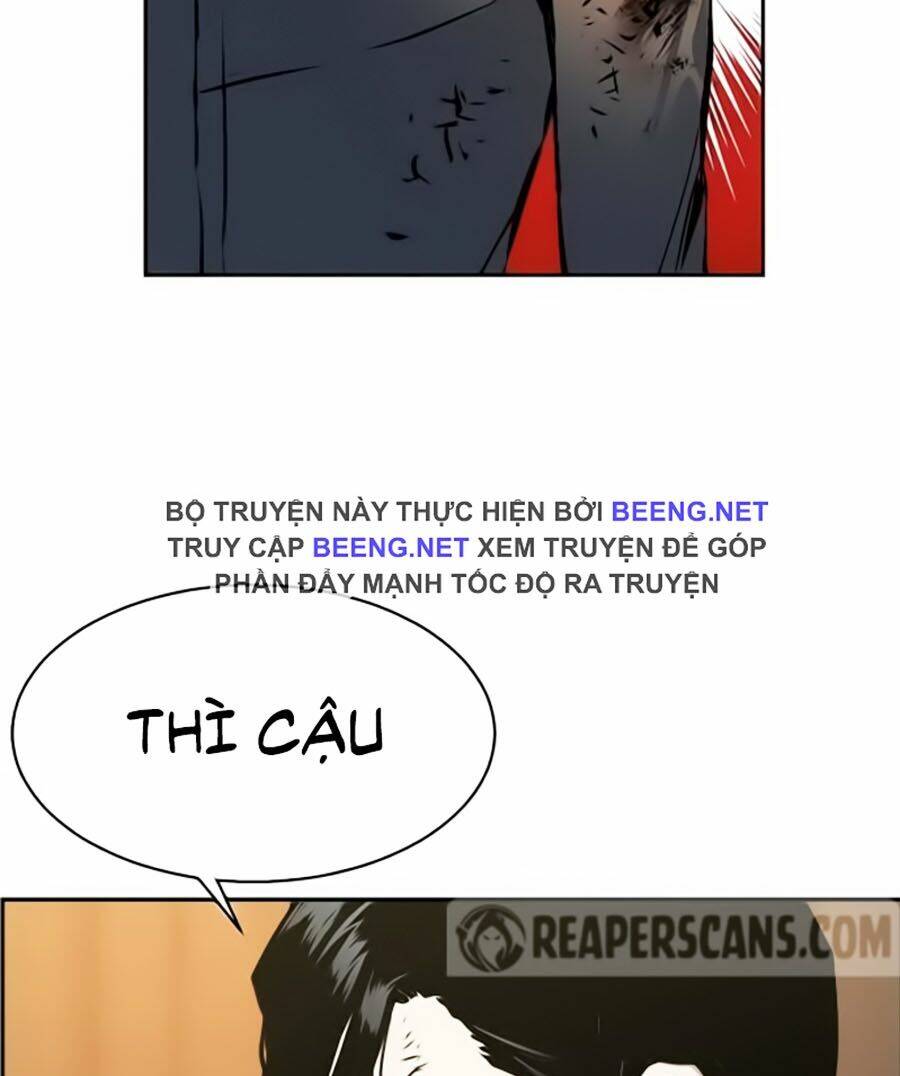 BỘ TRUYỆN NÀY THỰC HIỆN BỞI BEENG.NET
TRUY CẬP BEENG.NET XEM TRUYỆN ĐỂ GÓP
PHẦN ĐẨY MẠNH TỐC ĐỘ RA TRUYỆN
THÌ CẬU
REAPERSCANS.COM